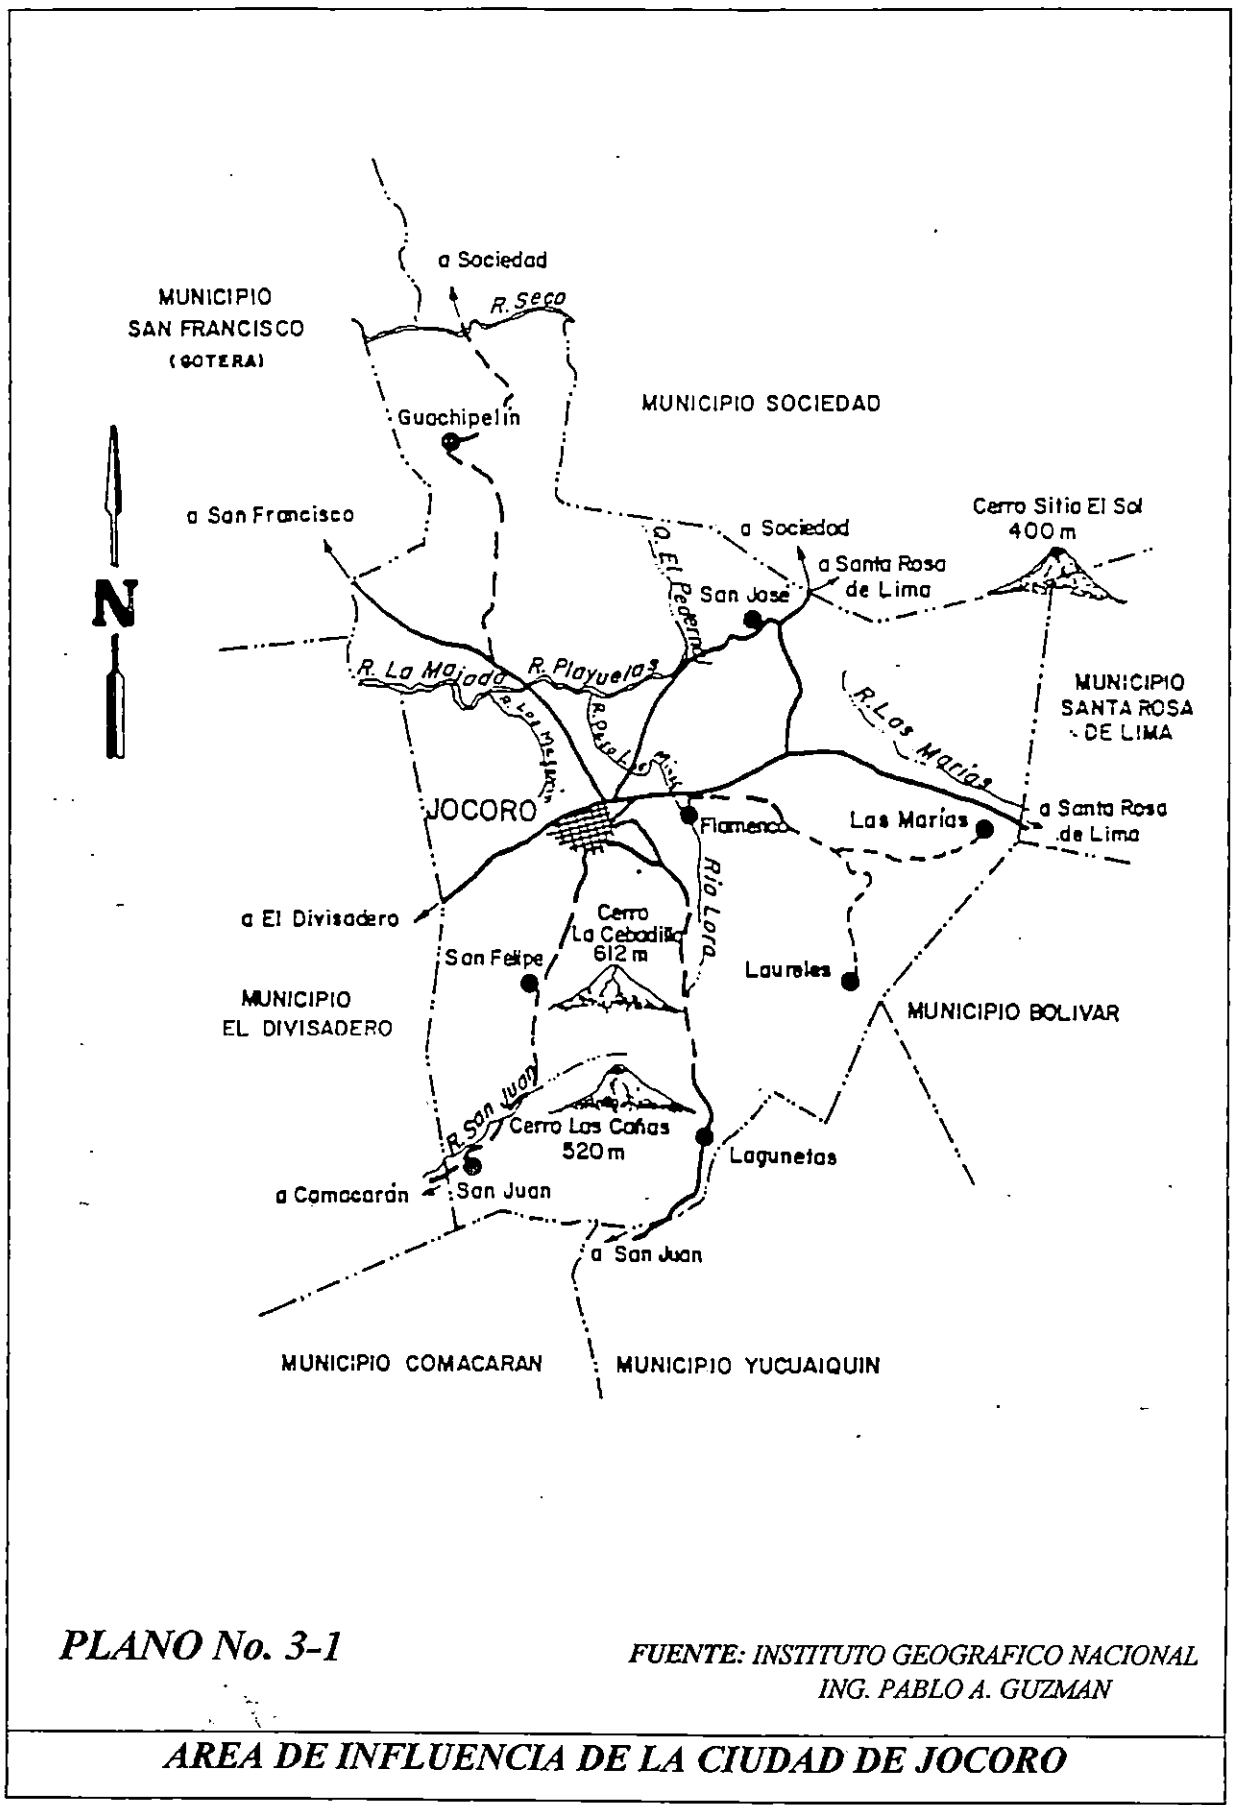 a Sociedad
R. Seco
MUNICIPIO
SAN FRANCISCO
(GOTERA)
MUNICIPIO SOCIEDAD
Guachipelín
a San Francisco
Cerro Sitio El Sol
400 m
a Sociedad
a Santa Rosa
de Lima
Q. El Pedernal
San José
N
R. La Majada
R. Playuelas
MUNICIPIO
SANTA ROSA
DE LIMA
R. Las Marías
JOCORO
Flamenco
Las Marías
a Santa Rosa
de Lima
Río Lora
a El Divisadero
Cerro
La Cebadilla
612 m
San Felipe
Laureles
MUNICIPIO
EL DIVISADERO
MUNICIPIO BOLIVAR
R. San Juan
Cerro Las Cañas
520 m
Lagunetas
a Comacarán
San Juan
a San Juan
MUNICIPIO COMACARAN
MUNICIPIO YUCUAIQUIN
PLANO No. 3-1
FUENTE: INSTITUTO GEOGRAFICO NACIONAL
ING. PABLO A. GUZMAN
AREA DE INFLUENCIA DE LA CIUDAD DE JOCORO